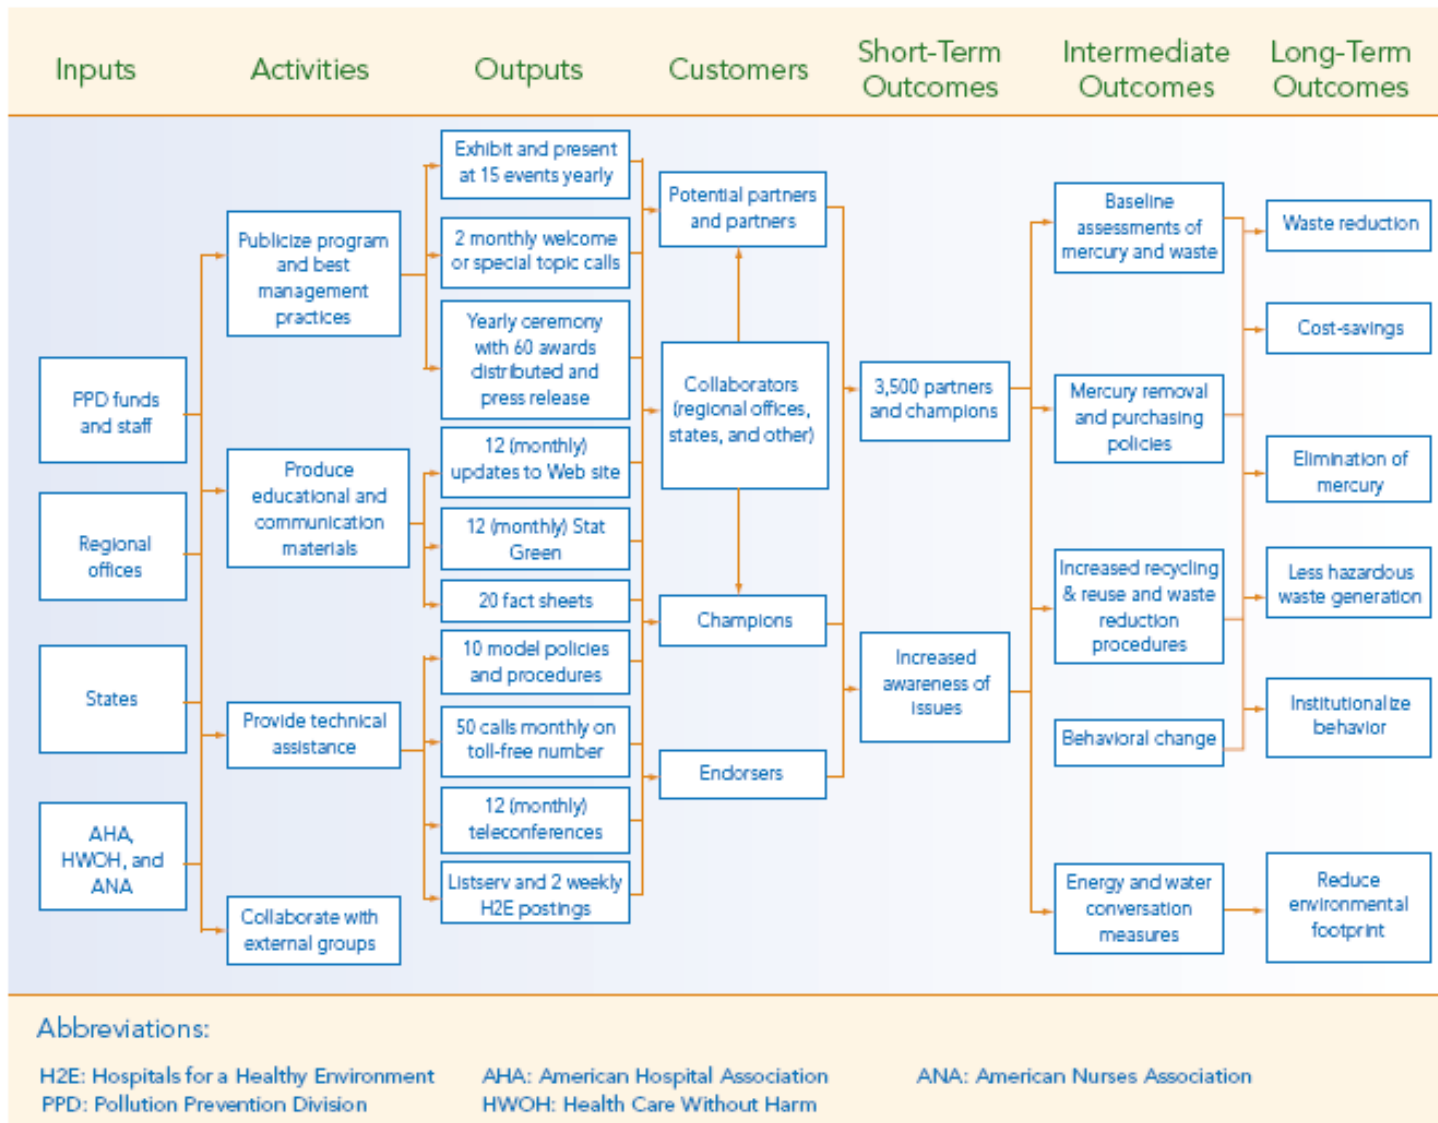 Inputs
Activities
Outputs
Customers
Short-Term
Outcomes
Intermediate
Outcomes
Long-Term
Outcomes
PPD funds
and staff
Regional
offices
States
AHA,
HWOH, and
ANA
Publicize program
and best
management
practices
Produce
educational and
communication
materials
Provide technical
assistance
Collaborate with
external groups
Exhibit and present
at 15 events yearly
2 monthly welcome
or special topic calls
Yearly ceremony
with 60 awards
distributed and
press release
12 (monthly)
updates to Web site
12 (monthly) Stat
Green
20 fact sheets
10 model policies
and procedures
50 calls monthly on
toll-free number
12 (monthly)
teleconferences
Listserv and 2 weekly
H2E postings
Potential partners
and partners
Collaborators
(regional offices,
states, and other)
Champions
Endorsers
3,500 partners
and champions
Increased
awareness of
issues
Baseline
assessments of
mercury and waste
Mercury removal
and purchasing
policies
Increased recycling
& reuse and waste
reduction
procedures
Behavioral change
Energy and water
conversation
measures
Waste reduction
Cost-savings
Elimination of
mercury
Less hazardous
waste generation
Institutionalize
behavior
Reduce
environmental
footprint
Abbreviations:
H2E: Hospitals for a Healthy Environment
AHA: American Hospital Association
ANA: American Nurses Association
PPD: Pollution Prevention Division
HWOH: Health Care Without Harm